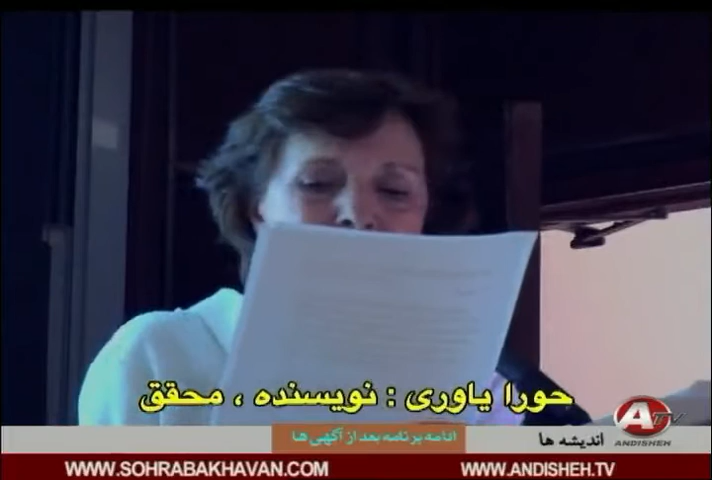 حورا یاوری : نویسنده ، محقق
ATV
ANDISHEH
اندیشه ها
ادامه برنامه بعد از آگهی ها
WWW.SOHRABAKHAVAN.COM
WWW.ANDISHEH.TV